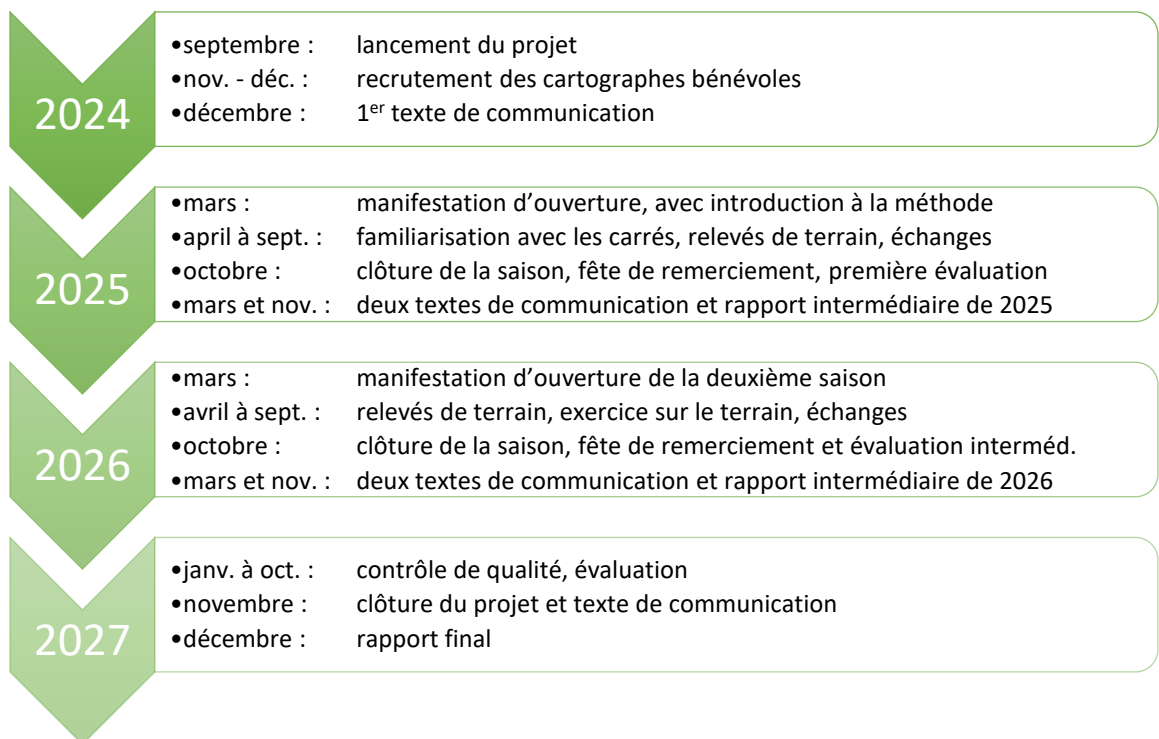 2024
•septembre : lancement du projet
•nov. - déc. : recrutement des cartographes bénévoles
•décembre : 1er texte de communication
2025
•mars : manifestation d’ouverture, avec introduction à la méthode
•april à sept. : familiarisation avec les carrés, relevés de terrain, échanges
•octobre : clôture de la saison, fête de remerciement, première évaluation
•mars et nov. : deux textes de communication et rapport intermédiaire de 2025
2026
•mars : manifestation d’ouverture de la deuxième saison
•avril à sept. : relevés de terrain, exercice sur le terrain, échanges
•octobre : clôture de la saison, fête de remerciement et évaluation interméd.
•mars et nov. : deux textes de communication et rapport intermédiaire de 2026
2027
•janv. à oct. : contrôle de qualité, évaluation
•novembre : clôture du projet et texte de communication
•décembre : rapport final